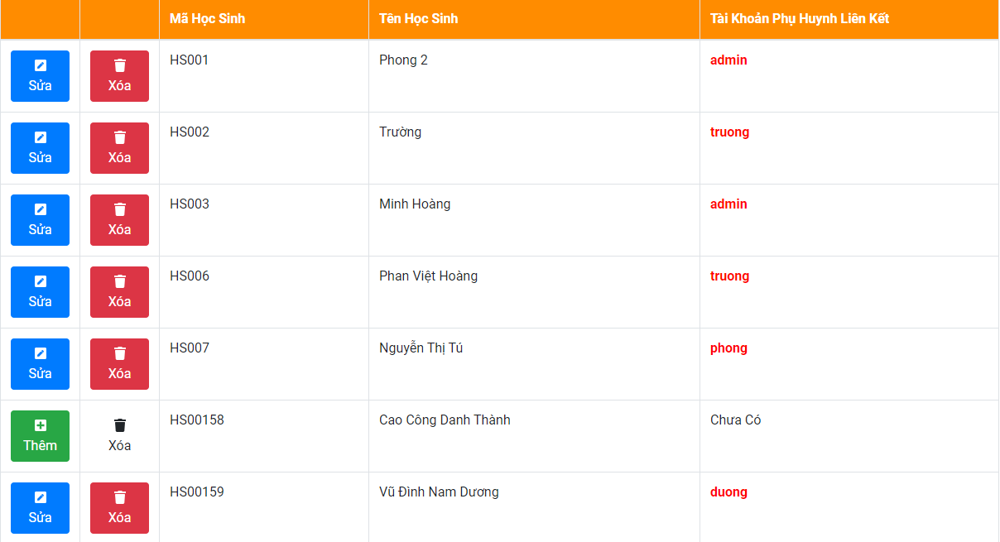 Mã Học Sinh Tên Học Sinh Tài Khoản Phụ Huynh Liên Kết
Sửa Xóa HS001 Phong 2 admin
Sửa Xóa HS002 Trường truong
Sửa Xóa HS003 Minh Hoàng admin
Sửa Xóa HS006 Phan Việt Hoàng truong
Sửa Xóa HS007 Nguyễn Thị Tú phong
Thêm Xóa HS00158 Cao Công Danh Thành Chưa Có
Sửa Xóa HS00159 Vũ Đình Nam Dương duong